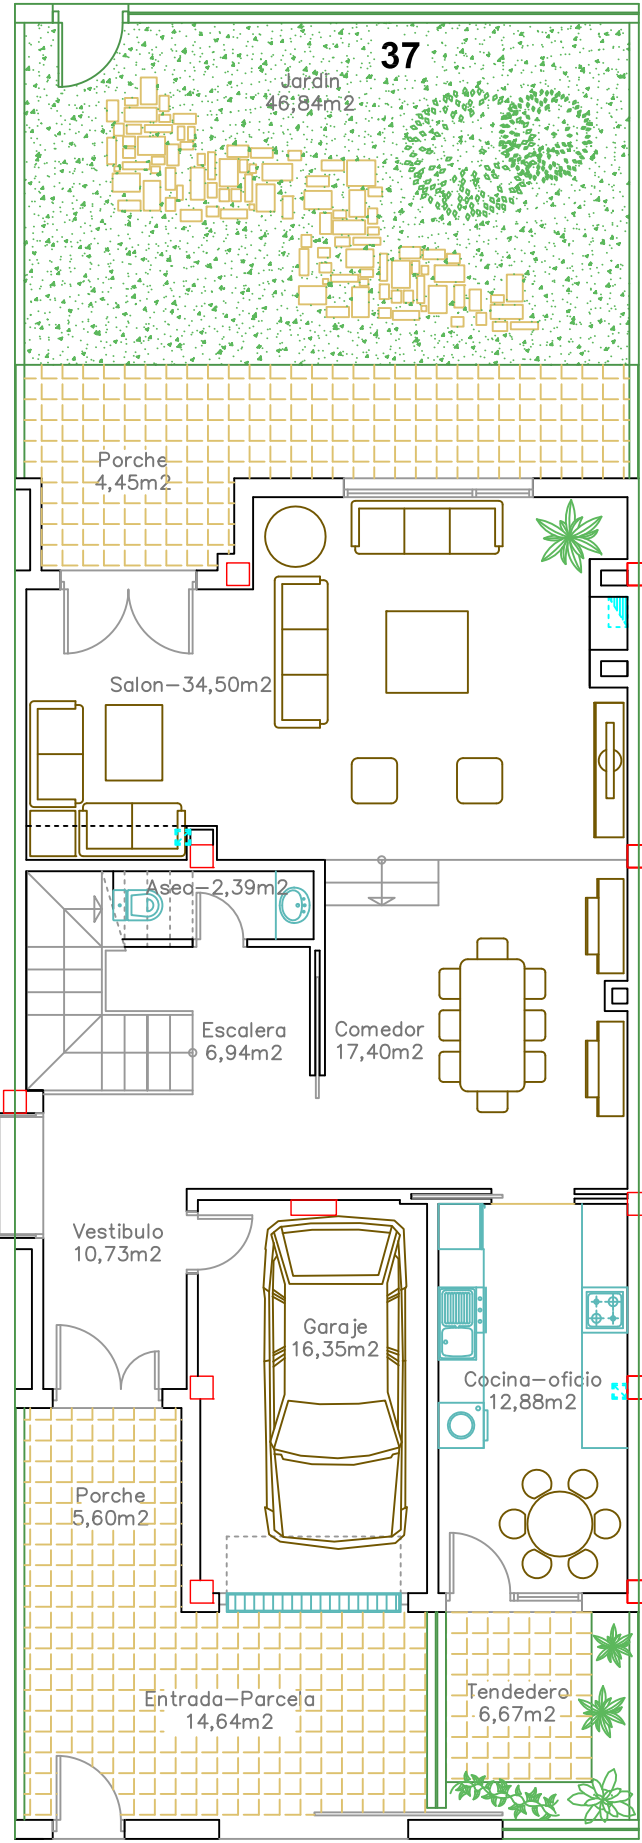 37
Jardin
46,84m2
Porche
4,45m2
Salon-34,50m2
Aseo-2,39m2
Escalera
6,94m2
Comedor
17,40m2
Vestibulo
10,73m2
Garaje
16,35m2
Cocina-oficio
12,88m2
Porche
5,60m2
Entrada-Parcela
14,64m2
Tendedero
6,67m2